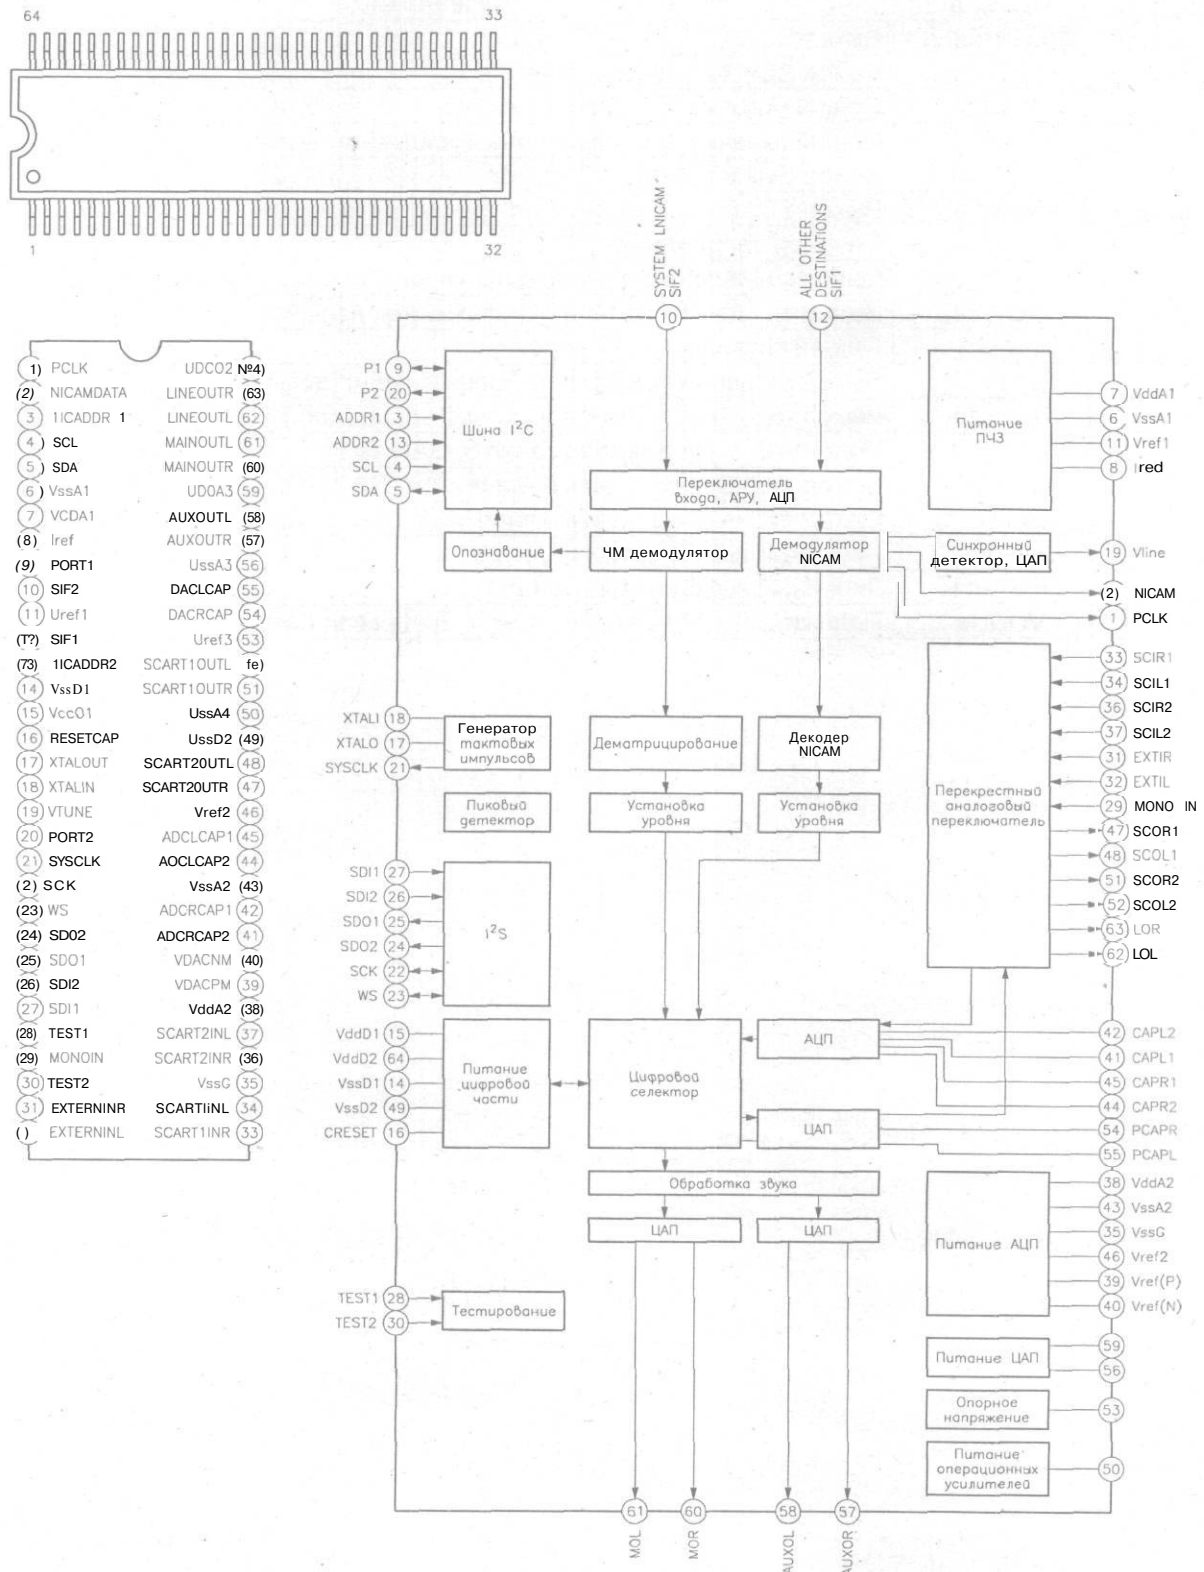 64
33
1
32
1) PCLK
(2) NICAMDATA
3 1ICADDR 1
4) SCL
5) SDA
6) VssA1
7 VCDA1
(8) Iref
(9) PORT1
10 SIF2
11 Uref1
(T?) SIF1
(73) 1ICADDR2
14 VssD1
15 VccO1
16 RESETCAP
17 XTALOUT
18 XTALIN
19 VTUNE
20 PORT2
21 SYSCLK
(2) SCK
(23) WS
(24) SD02
(25) SDO1
(26) SDI2
27 SDI1
(28) TEST1
(29) MONOIN
30 TEST2
31 EXTERNINR
( ) EXTERNINL
UDCO2 №4)
LINEOUTR (63)
LINEOUTL 62
MAINOUTL 61
MAINOUTR (60)
UD0A3 59
AUXOUTL (58)
AUXOUTR (57)
UssA3 56
DACLCAP 55
DACRCAP 54
Uref3 53
SCART1OUTL fe)
SCART1OUTR 51
UssA4 50
UssD2 (49)
SCART20UTL 48
SCART20UTR 47
Vref2 46
ADCLCAP1 45
AOCLCAP2 44
VssA2 (43)
ADCRCAP1 42
ADCRCAP2 41
VDACNM (40)
VDACPM 39
VddA2 (38)
SCART2INL 37
SCART2INR (36)
VssG 35
SCARTIiNL 34
SCART1INR 33
SYSTEM LNICAM
SIF2
ALL OTHER
DESTINATIONS
SIF1
10
12
P1 9
P2 20
ADDR1 3
ADDR2 13
SCL 4
SDA 5
Шина I²C
Переключатель
входа, АРУ, АЦП
Питание
ПЧЗ
7 VddA1
6 VssA1
11 Vref1
8 Ired
Опознавание
ЧМ демодулятор
Демодулятор
NICAM
Синхронный
детектор, ЦАП
19 Vline
(2) NICAM
1 PCLK
XTALI 18
XTALO 17
SYSCLK 21
Генератор
тактовых
импульсов
Дематрицирование
Декодер
NICAM
Пиковый
детектор
Установка
уровня
Установка
уровня
Перекрестный
аналоговый
переключатель
33 SCIR1
34 SCIL1
36 SCIR2
37 SCIL2
31 EXTIR
32 EXTIL
29 MONO IN
47 SCOR1
48 SCOL1
51 SCOR2
52 SCOL2
63 LOR
62 LOL
SDI1 27
SDI2 26
SDO1 25
SDO2 24
SCK 22
WS 23
I²S
VddD1 15
VddD2 64
VssD1 14
VssD2 49
CRESET 16
Питание
цифровой
части
Цифровой
селектор
АЦП
ЦАП
42 CAPL2
41 CAPL1
45 CAPR1
44 CAPR2
54 PCAPR
55 PCAPL
Обработка звука
ЦАП
ЦАП
Питание АЦП
38 VddA2
43 VssA2
35 VssG
46 Vref2
39 Vref(P)
40 Vref(N)
TEST1 28
TEST2 30
Тестирование
Питание ЦАП
59
56
Опорное
напряжение
53
Питание
операционных
усилителей
50
61
60
58
57
MOL
MOR
AUXOL
AUXOR